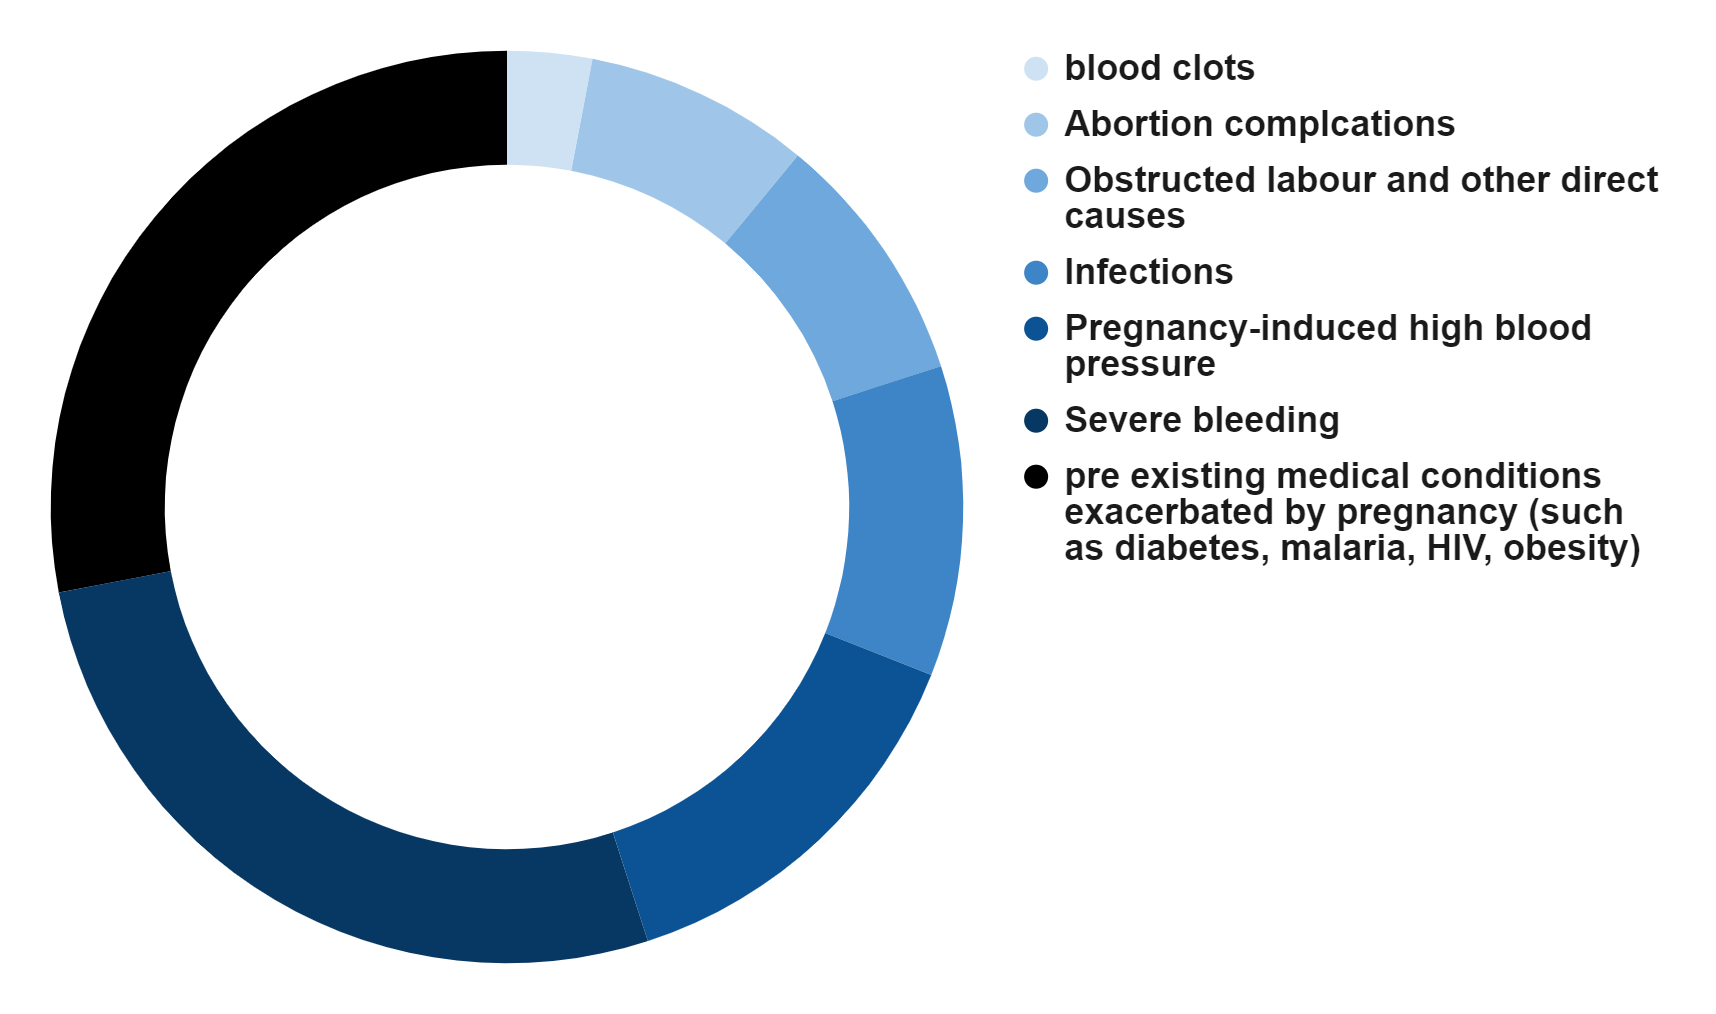 blood clots
Abortion complcations
Obstructed labour and other direct
causes
Infections
Pregnancy-induced high blood
pressure
Severe bleeding
pre existing medical conditions
exacerbated by pregnancy (such
as diabetes, malaria, HIV, obesity)